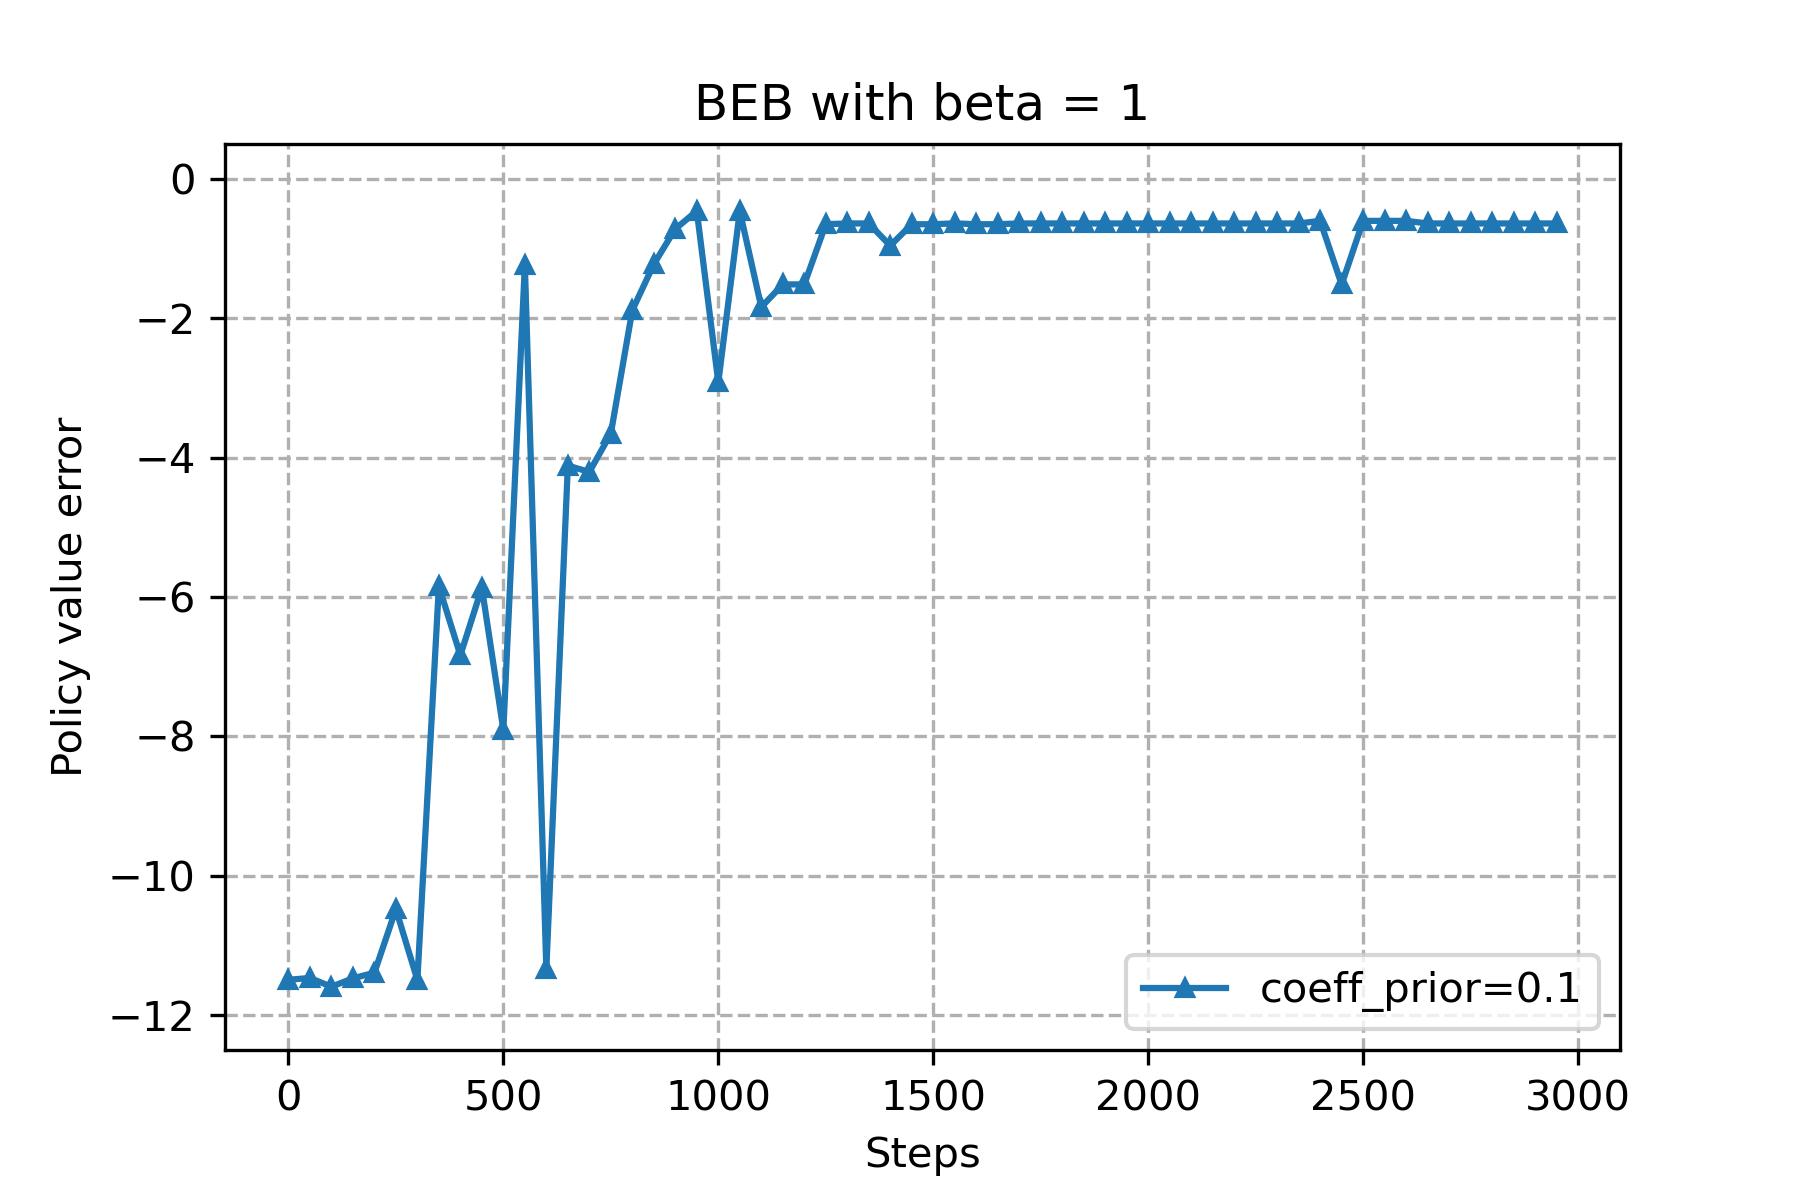 BEB with beta = 1
Policy value error
0
−2
−4
−6
−8
−10
−12
coeff_prior=0.1
0 500 1000 1500 2000 2500 3000
Steps